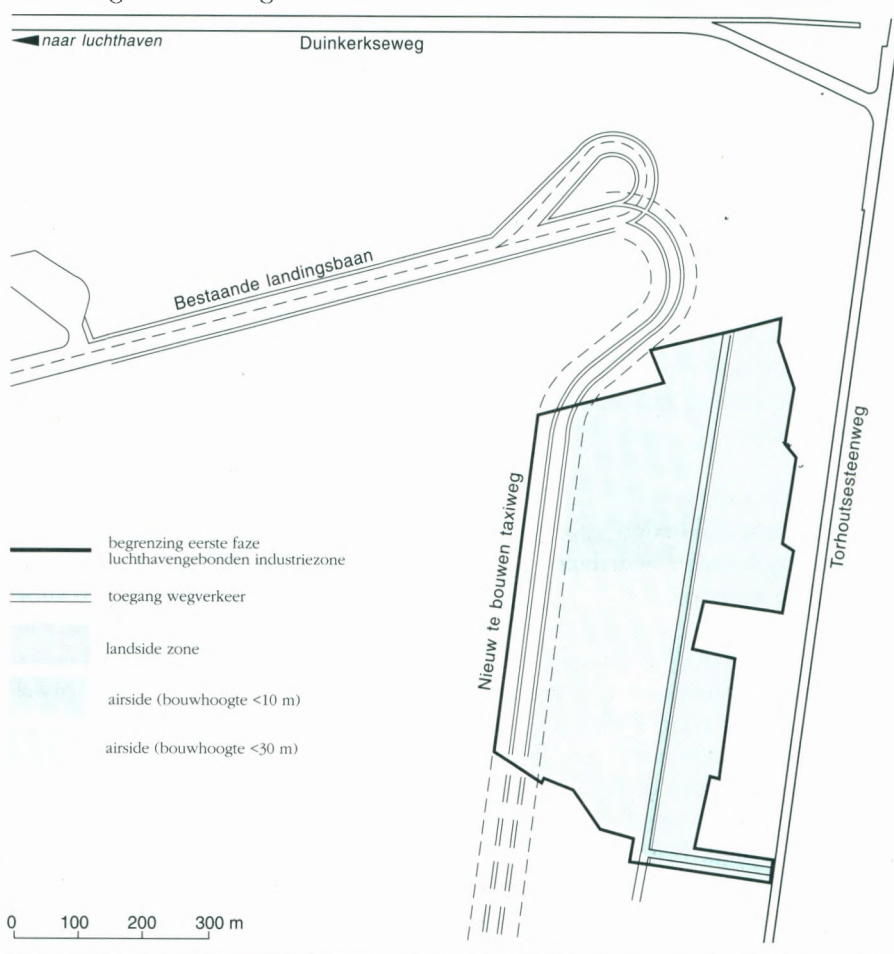 naar luchthaven
Duinkerkseweg
Bestaande landingsbaan
Torhoutsesteenweg
Nieuw te bouwen taxiweg
begrenzing eerste faze
luchthavengebonden industriezone
toegang wegverkeer
landside zone
airside (bouwhoogte <10 m)
airside (bouwhoogte <30 m)
0 100 200 300 m